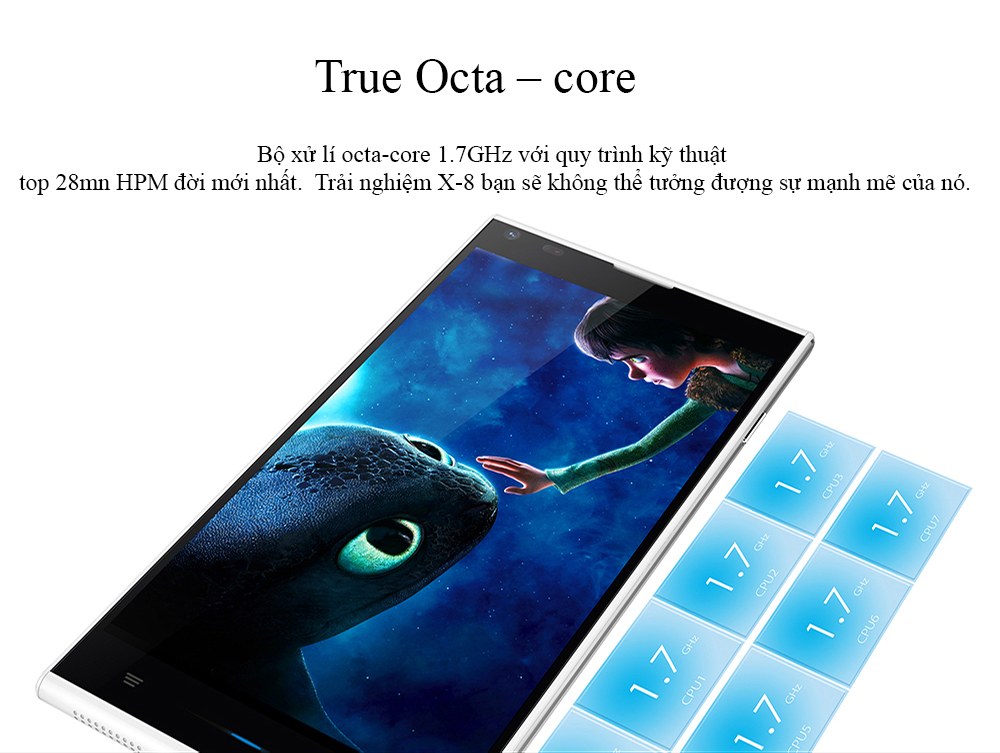 True Octa – core
Bộ xử lí octa-core 1.7GHz với quy trình kỹ thuật
top 28mn HPM đời mới nhất. Trải nghiệm X-8 bạn sẽ không thể tưởng đượng sự mạnh mẽ của nó.
1.7 GHz CPU3
1.7 GHz CPU7
1.7 GHz CPU2
1.7 GHz CPU6
1.7 GHz CPU1
1.7 GHz CPU5